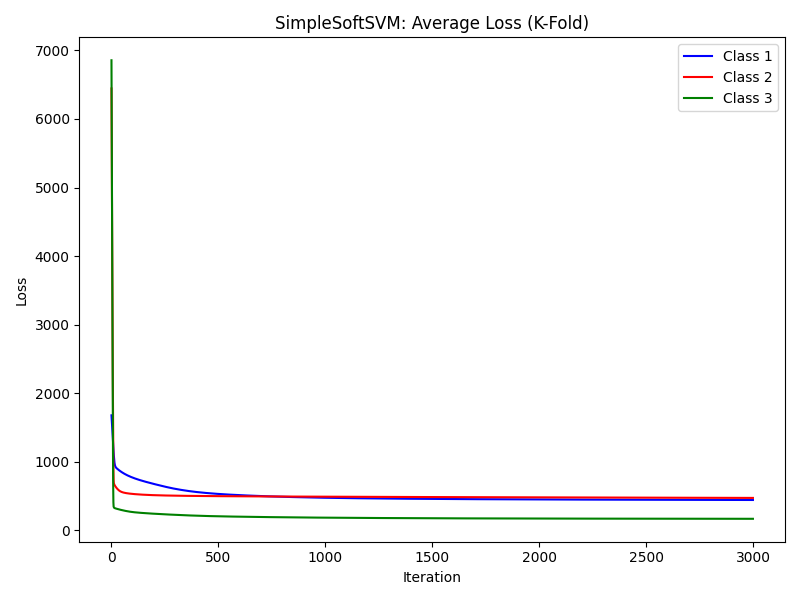 SimpleSoftSVM: Average Loss (K-Fold)
Class 1
Class 2
Class 3
Loss
7000
6000
5000
4000
3000
2000
1000
0
0 500 1000 1500 2000 2500 3000
Iteration